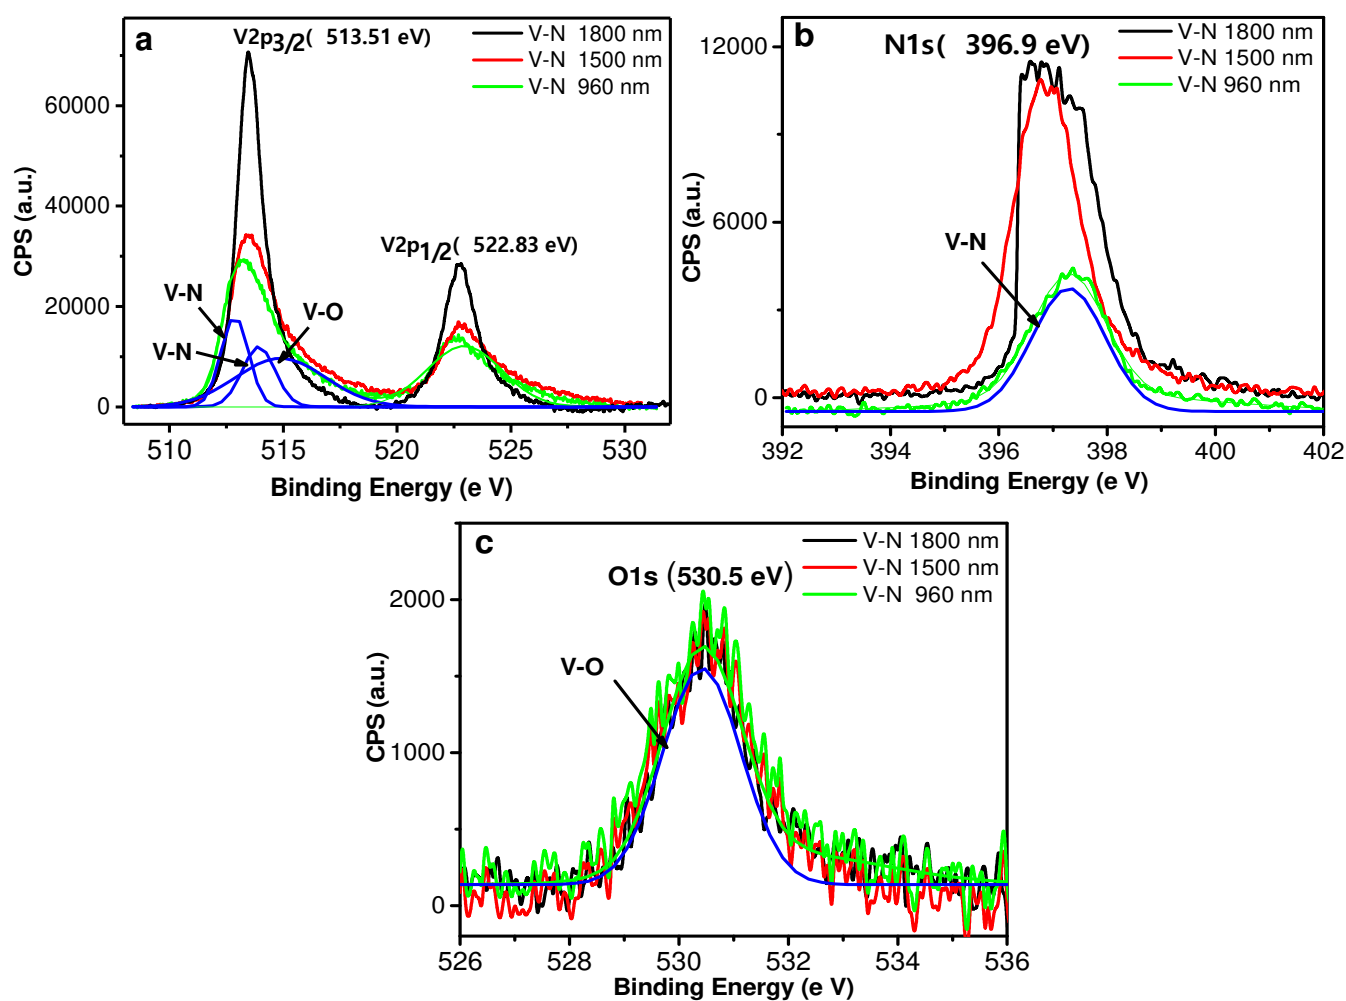 a
V2p3/2( 513.51 eV)
V-N 1800 nm
V-N 1500 nm
V-N 960 nm
V2p1/2( 522.83 eV)
V-N
V-N
V-O
CPS (a.u.)
60000
40000
20000
0
510 515 520 525 530
Binding Energy (e V)
b
N1s( 396.9 eV)
V-N 1800 nm
V-N 1500 nm
V-N 960 nm
V-N
CPS (a.u.)
12000
6000
0
392 394 396 398 400 402
Binding Energy (e V)
c
O1s (530.5 eV)
V-N 1800 nm
V-N 1500 nm
V-N 960 nm
V-O
CPS (a.u.)
2000
1000
0
526 528 530 532 534 536
Binding Energy (e V)